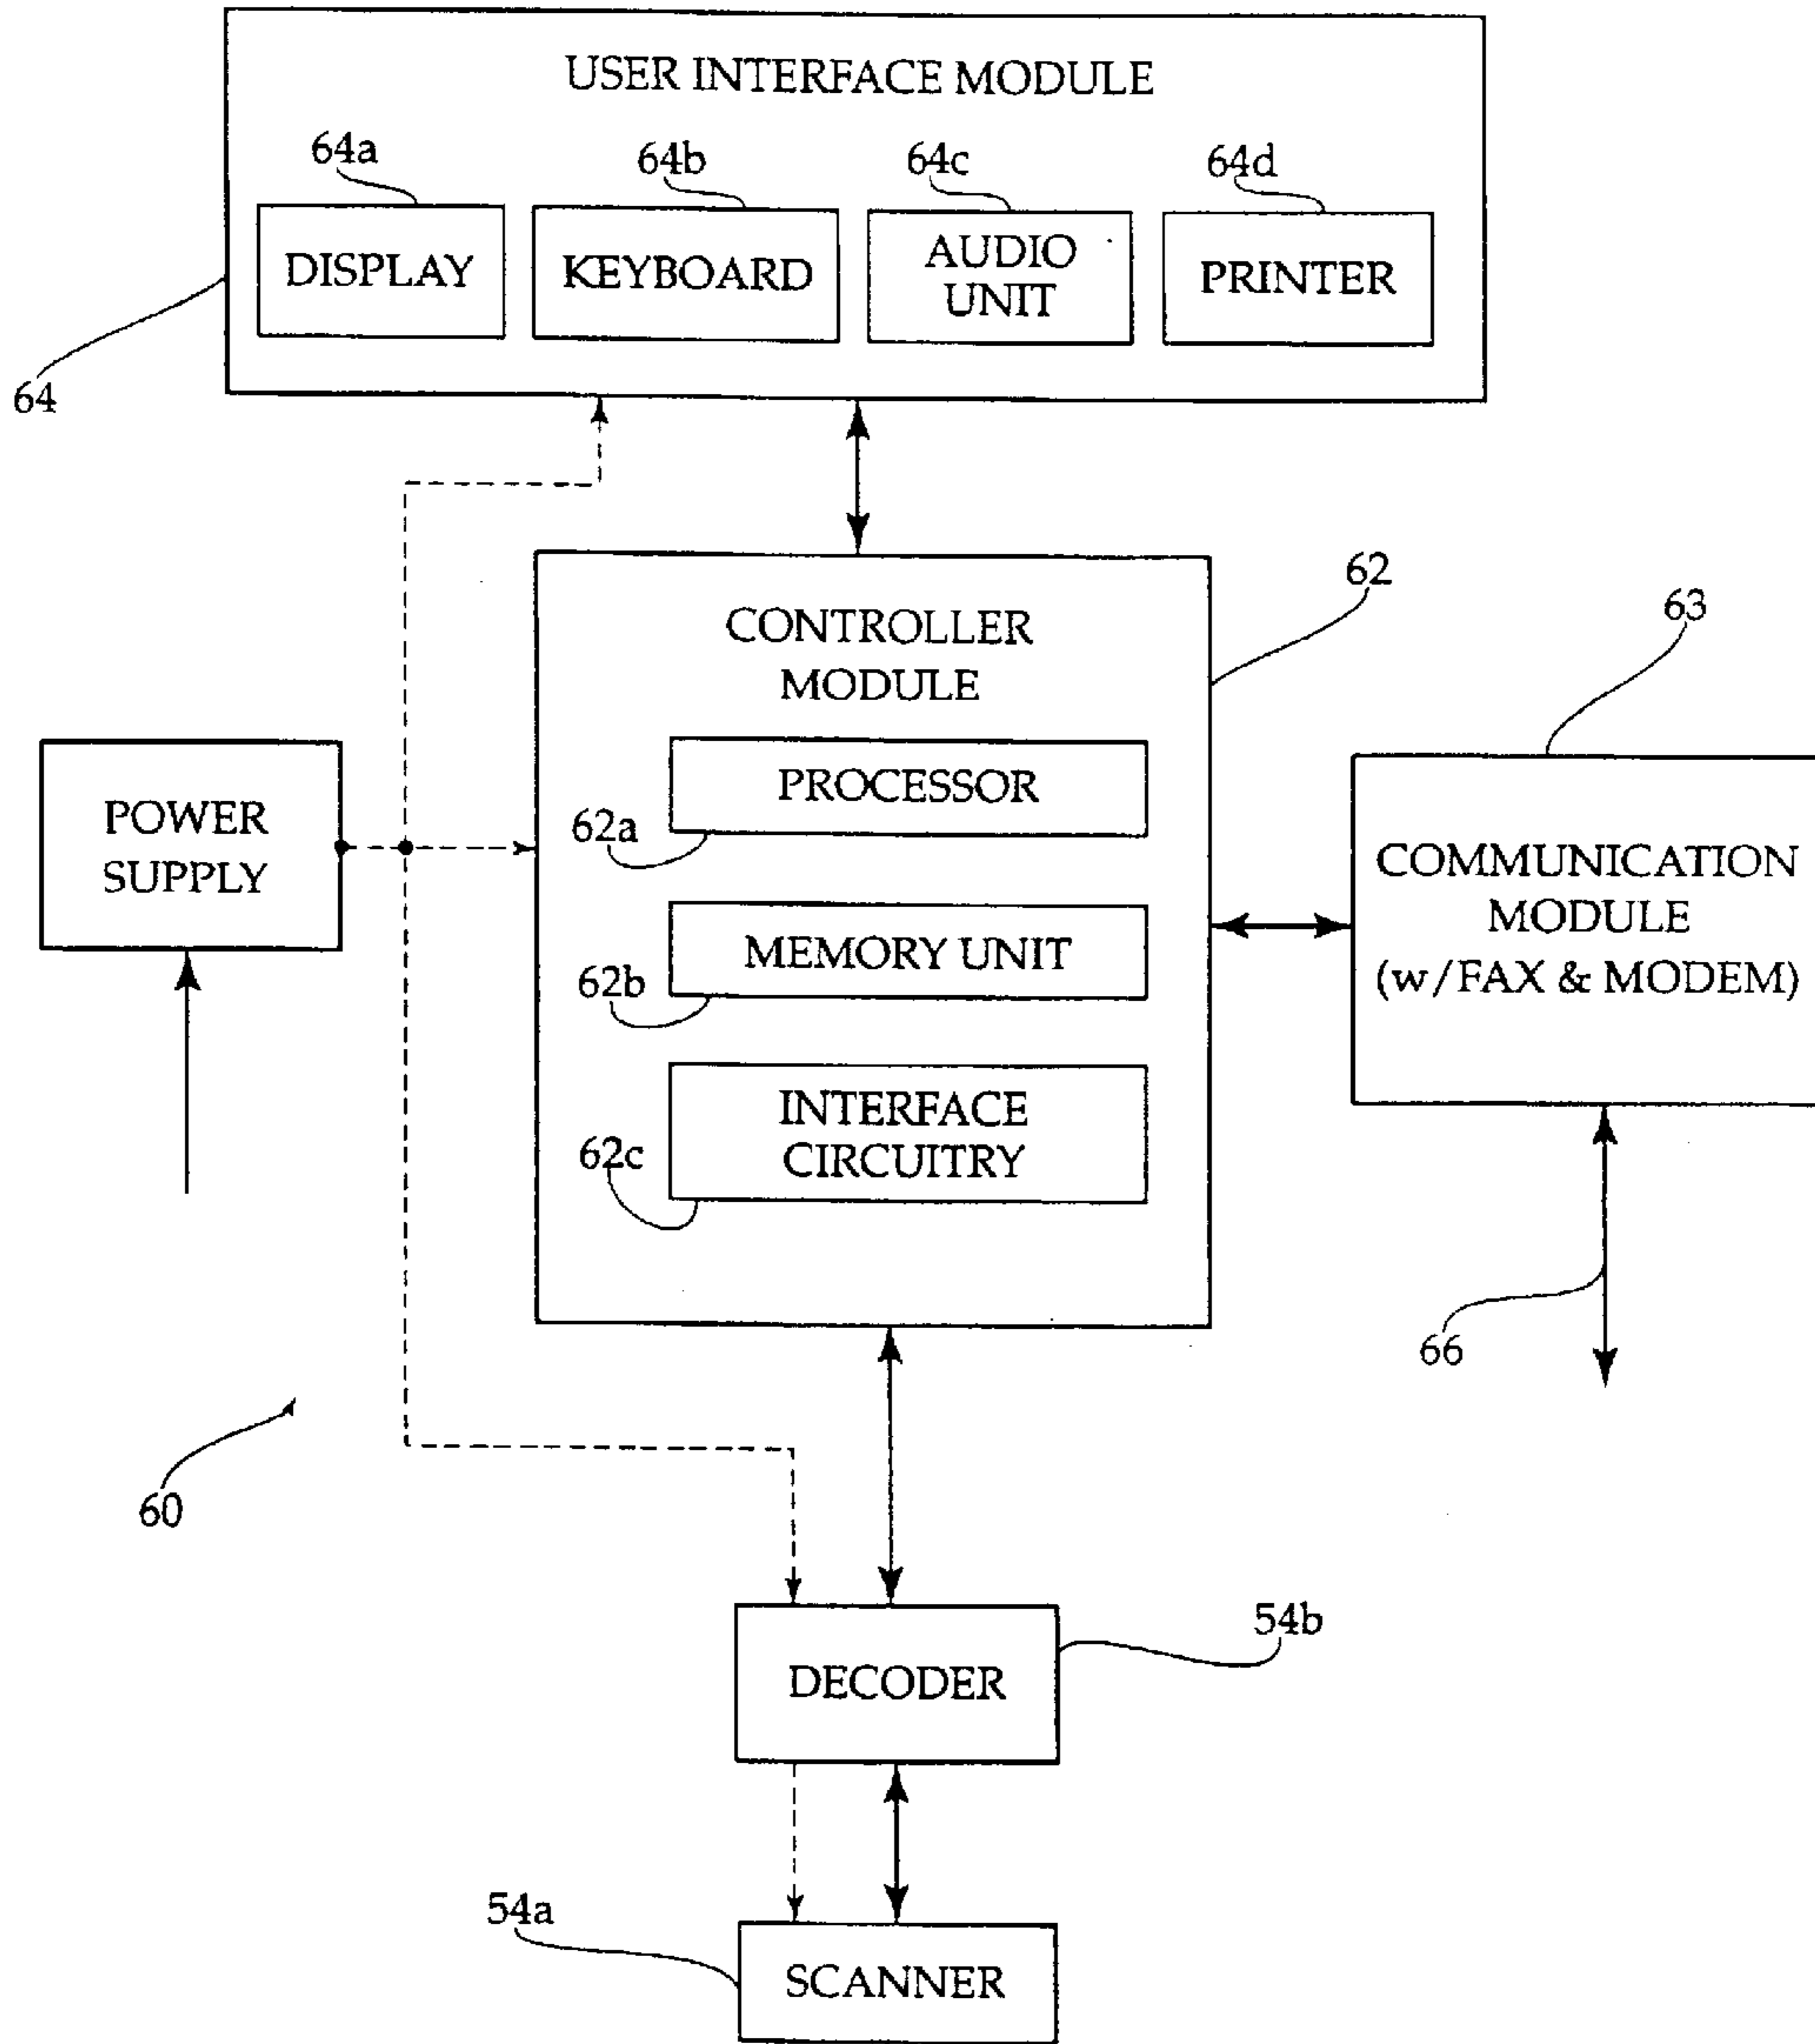 USER INTERFACE MODULE
64a
64b
64c
64d
DISPLAY
KEYBOARD
AUDIO
UNIT
PRINTER
64
62
63
CONTROLLER
MODULE
POWER
SUPPLY
PROCESSOR
62a
MEMORY UNIT
62b
INTERFACE
CIRCUITRY
62c
COMMUNICATION
MODULE
(w/FAX & MODEM)
66
60
54b
DECODER
54a
SCANNER